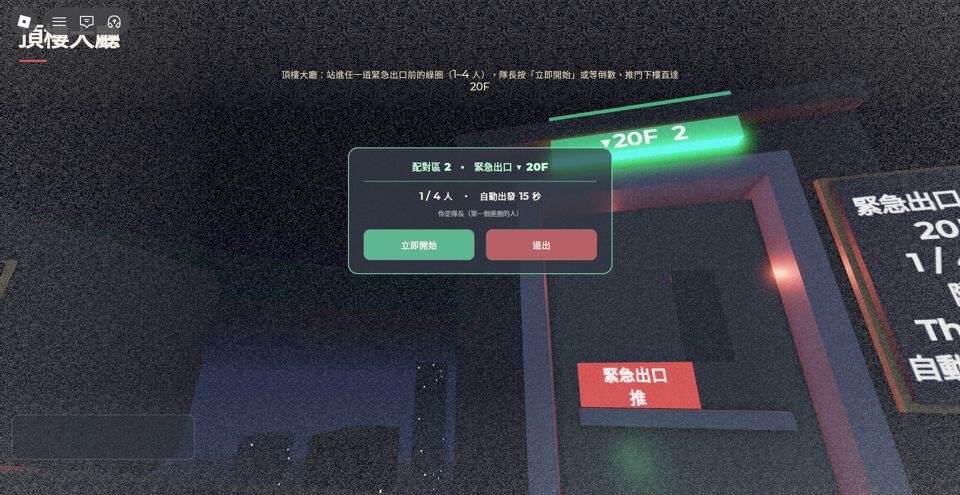 頂樓大廳
頂樓大廳：站進任一道緊急出口前的綠圈（1–4 人），隊長按「立即開始」或等倒數，推門下樓直達
20F
▼20F 2
配對區 2 • 緊急出口 ▼ 20F
1 / 4 人 • 自動出發 15 秒
你是隊長（第一個進圈的人）
立即開始
退出
緊急出口
推
緊急出口
1 / 4
自動